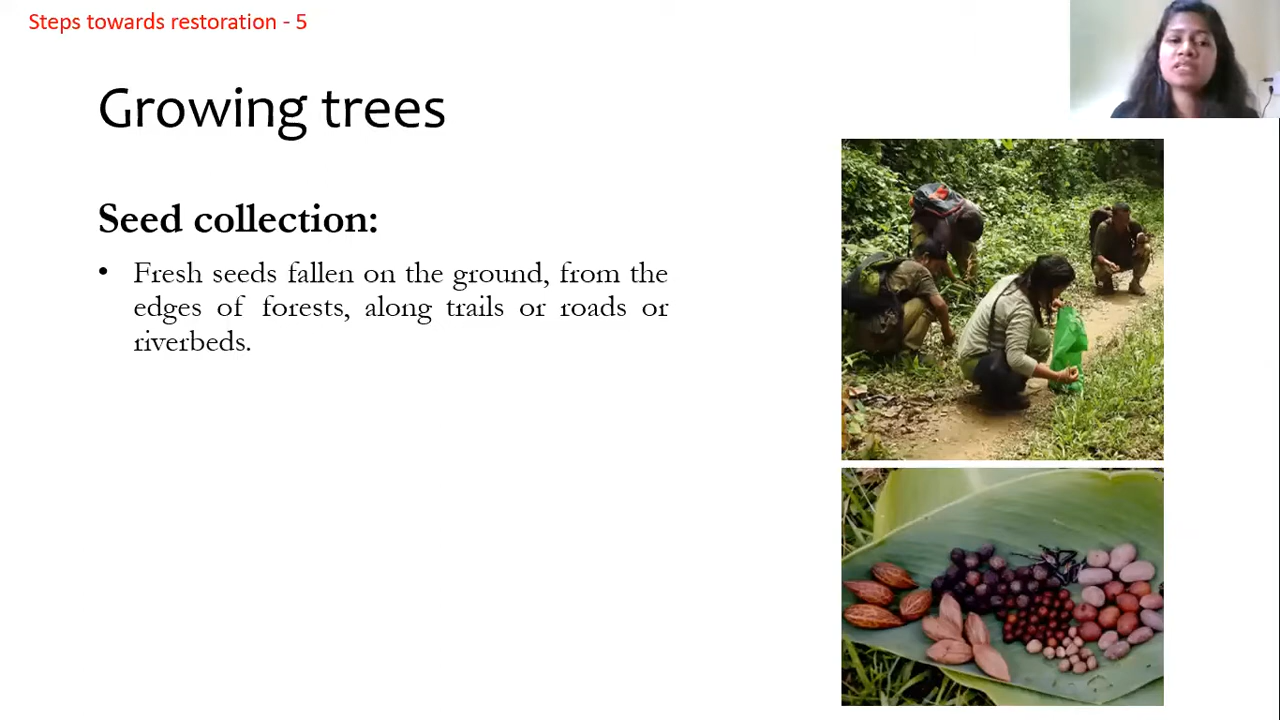 Steps towards restoration - 5
Growing trees
Seed collection:
• Fresh seeds fallen on the ground, from the
edges of forests, along trails or roads or
riverbeds.